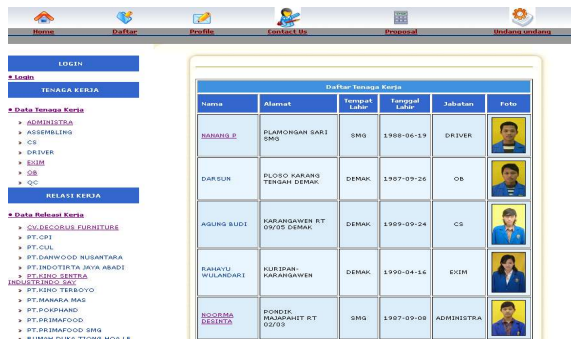 Home Daftar Profile Contact Us Proposal Undang undang
LOGIN
Login
TENAGA KERJA
Data Tenaga Kerja
» ADMINISTRA
» ASSEMBLING
» CS
» DRIVER
» EXIM
» OB
» QC
RELASI KERJA
Data Releasi Kerja
» CV.DECORUS FURNITURE
» PT.CPI
» PT.CUL
» PT.DANWOOD NUSANTARA
» PT.INDOTIRTA JAYA ABADI
» PT.KINO SENTRA
INDUSTRINDO SAY
» PT.KINO TERBOYO
» PT.MANARA MAS
» PT.POKPHAND
» PT.PRIMAFOOD
» PT.PRIMAFOOD SMG
» RUMAH DUKA TIONG HOA LE
Daftar Tenaga Kerja
Nama Alamat Tempat Lahir Tanggal Lahir Jabatan Foto
NANANG P PLAMONGAN SARI SMG SMG 1988-06-19 DRIVER
DARSUN PLOSO KARANG TENGAH DEMAK DEMAK 1987-09-26 OB
AGUNG BUDI KARANGAWEN RT 09/05 DEMAK DEMAK 1989-09-24 CS
RAHAYU WULANDARI KURIPAN-KARANGAWEN DEMAK 1990-04-16 EXIM
NOORMA DESINTA PONDIK MAJAPAHIT RT 02/03 SMG 1987-09-08 ADMINISTRA